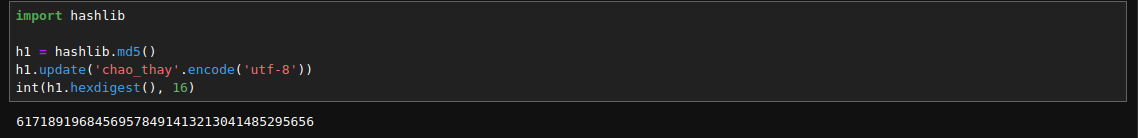 import hashlib
h1 = hashlib.md5()
h1.update('chao_thay'.encode('utf-8'))
int(h1.hexdigest(), 16)
61718919684569578491413213041485295656